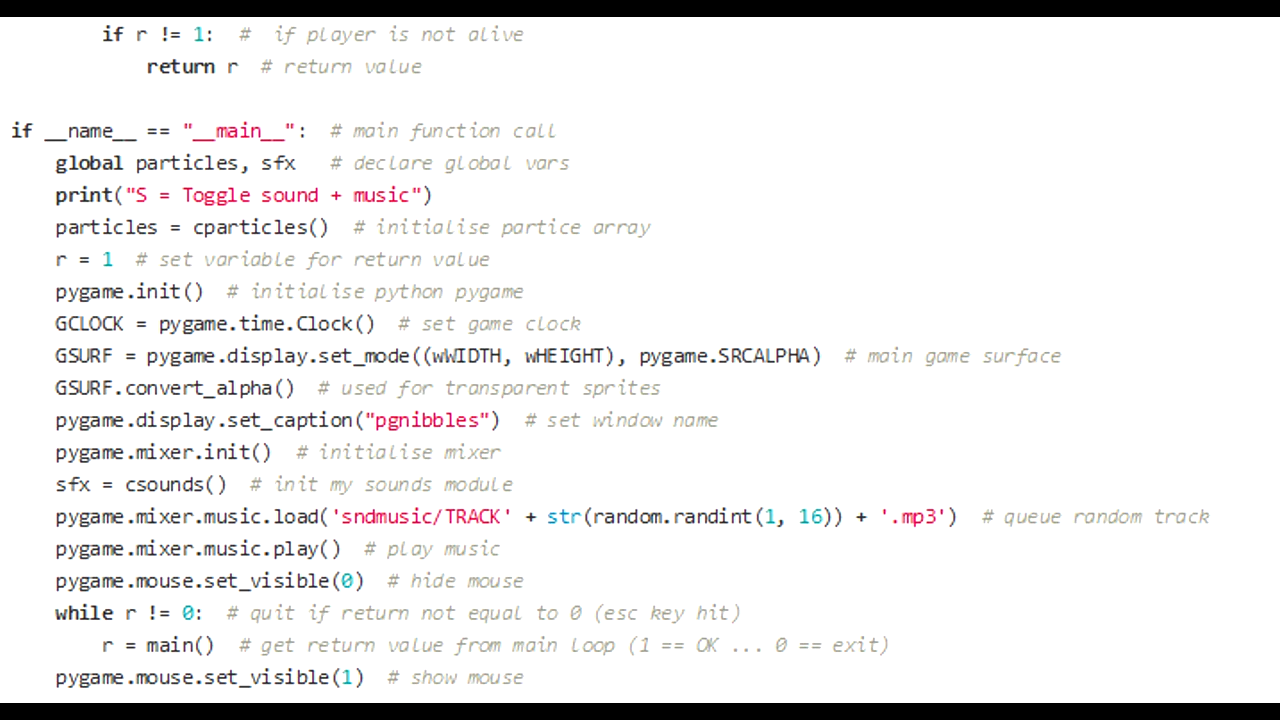 if r != 1:  #  if player is not alive
return r  # return value
if __name__ == "__main__":  # main function call
global particles, sfx   # declare global vars
print("S = Toggle sound + music")
particles = cparticles()  # initialise partice array
r = 1  # set variable for return value
pygame.init()  # initialise python pygame
GCLOCK = pygame.time.Clock()  # set game clock
GSURF = pygame.display.set_mode((wWIDTH, wHEIGHT), pygame.SRCALPHA)  # main game surface
GSURF.convert_alpha()  # used for transparent sprites
pygame.display.set_caption("pgnibbles")  # set window name
pygame.mixer.init()  # initialise mixer
sfx = csounds()  # init my sounds module
pygame.mixer.music.load('sndmusic/TRACK' + str(random.randint(1, 16)) + '.mp3')  # queue random track
pygame.mixer.music.play()  # play music
pygame.mouse.set_visible(0)  # hide mouse
while r != 0:  # quit if return not equal to 0 (esc key hit)
r = main()  # get return value from main loop (1 == OK ... 0 == exit)
pygame.mouse.set_visible(1)  # show mouse